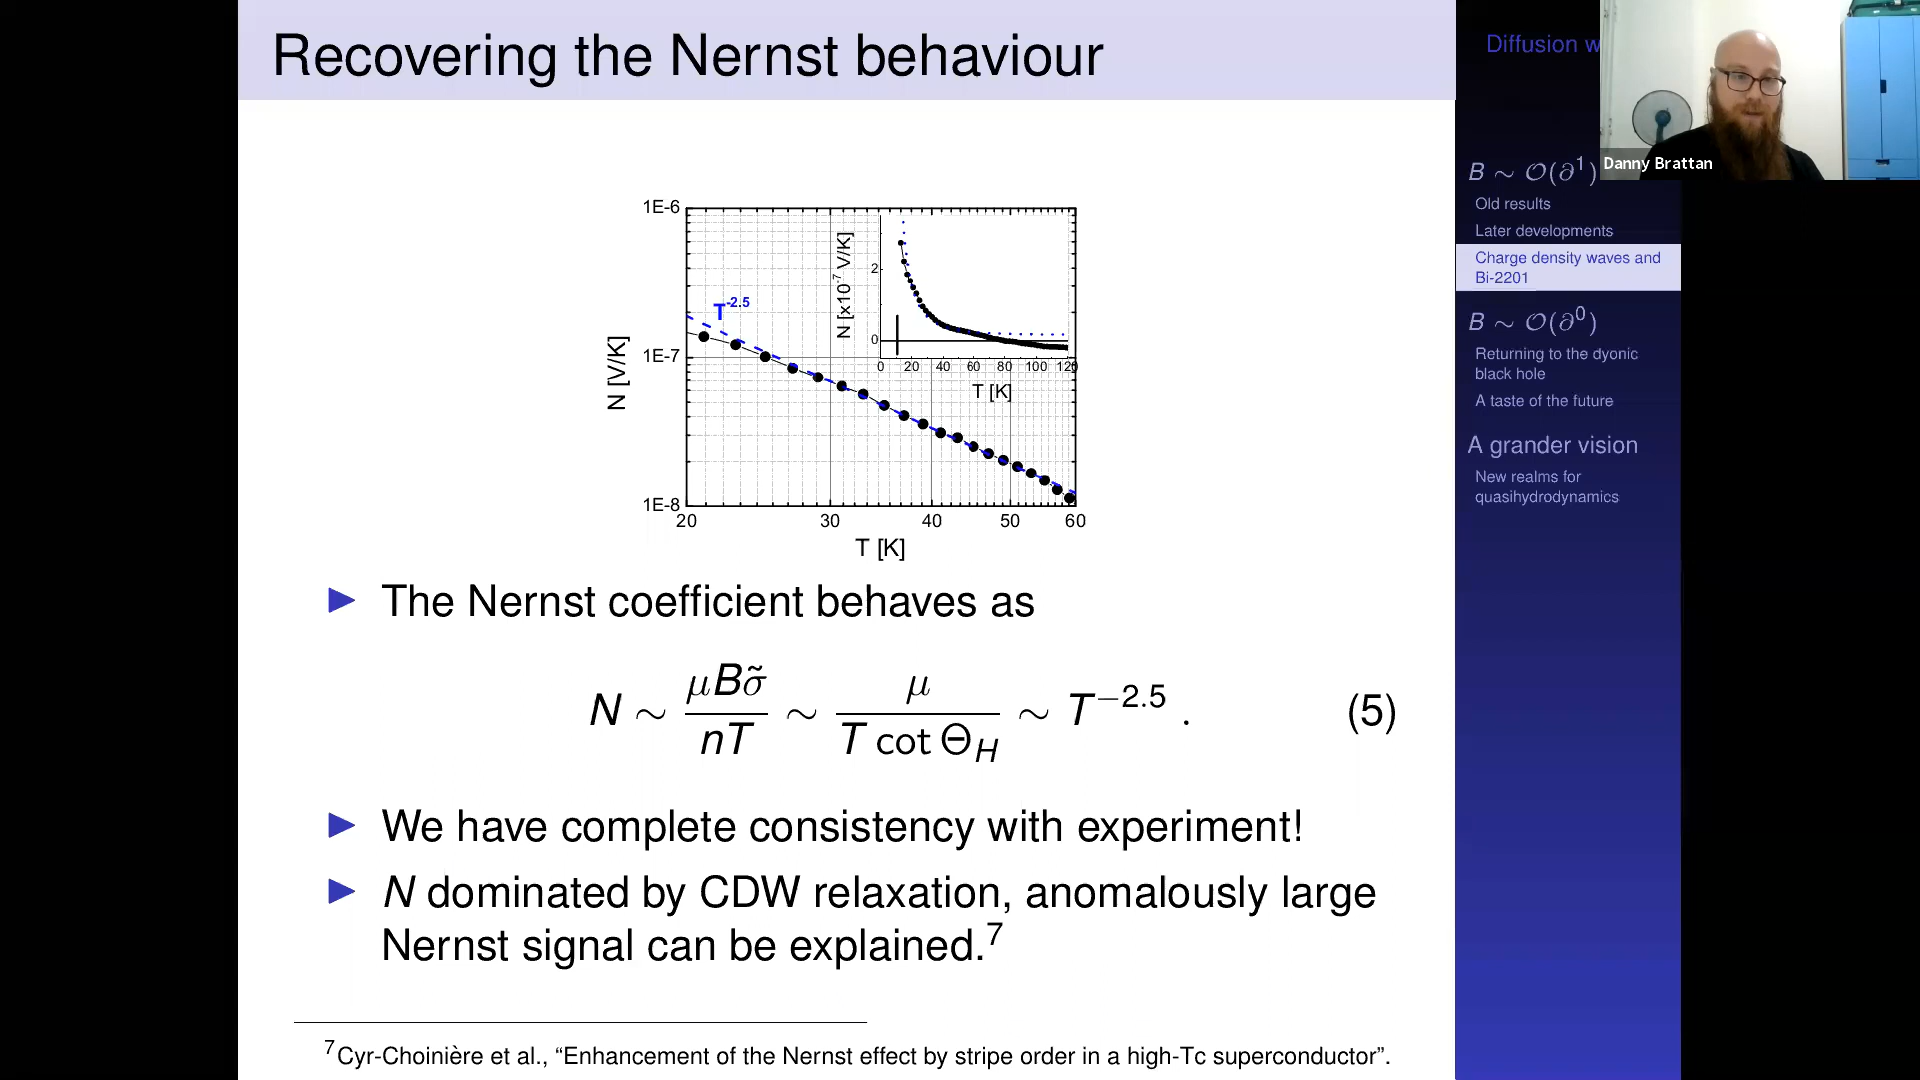 Recovering the Nernst behaviour
1E-6
1E-7
1E-8
N [V/K]
T^-2.5
20 30 40 50 60
T [K]
N [x10^-7 V/K]
2
0
0 20 40 60 80 100 120
T [K]
▶ The Nernst coefficient behaves as
N ∼ μBσ̃ / nT ∼ μ / T cot Θ_H ∼ T^−2.5 . (5)
▶ We have complete consistency with experiment!
▶ N dominated by CDW relaxation, anomalously large
Nernst signal can be explained.^7
^7 Cyr-Choinière et al., “Enhancement of the Nernst effect by stripe order in a high-Tc superconductor”.
Diffusion w
B ∼ 𝒪(∂^1)
Old results
Later developments
Charge density waves and
Bi-2201
B ∼ 𝒪(∂^0)
Returning to the dyonic
black hole
A taste of the future
A grander vision
New realms for
quasihydrodynamics
Danny Brattan